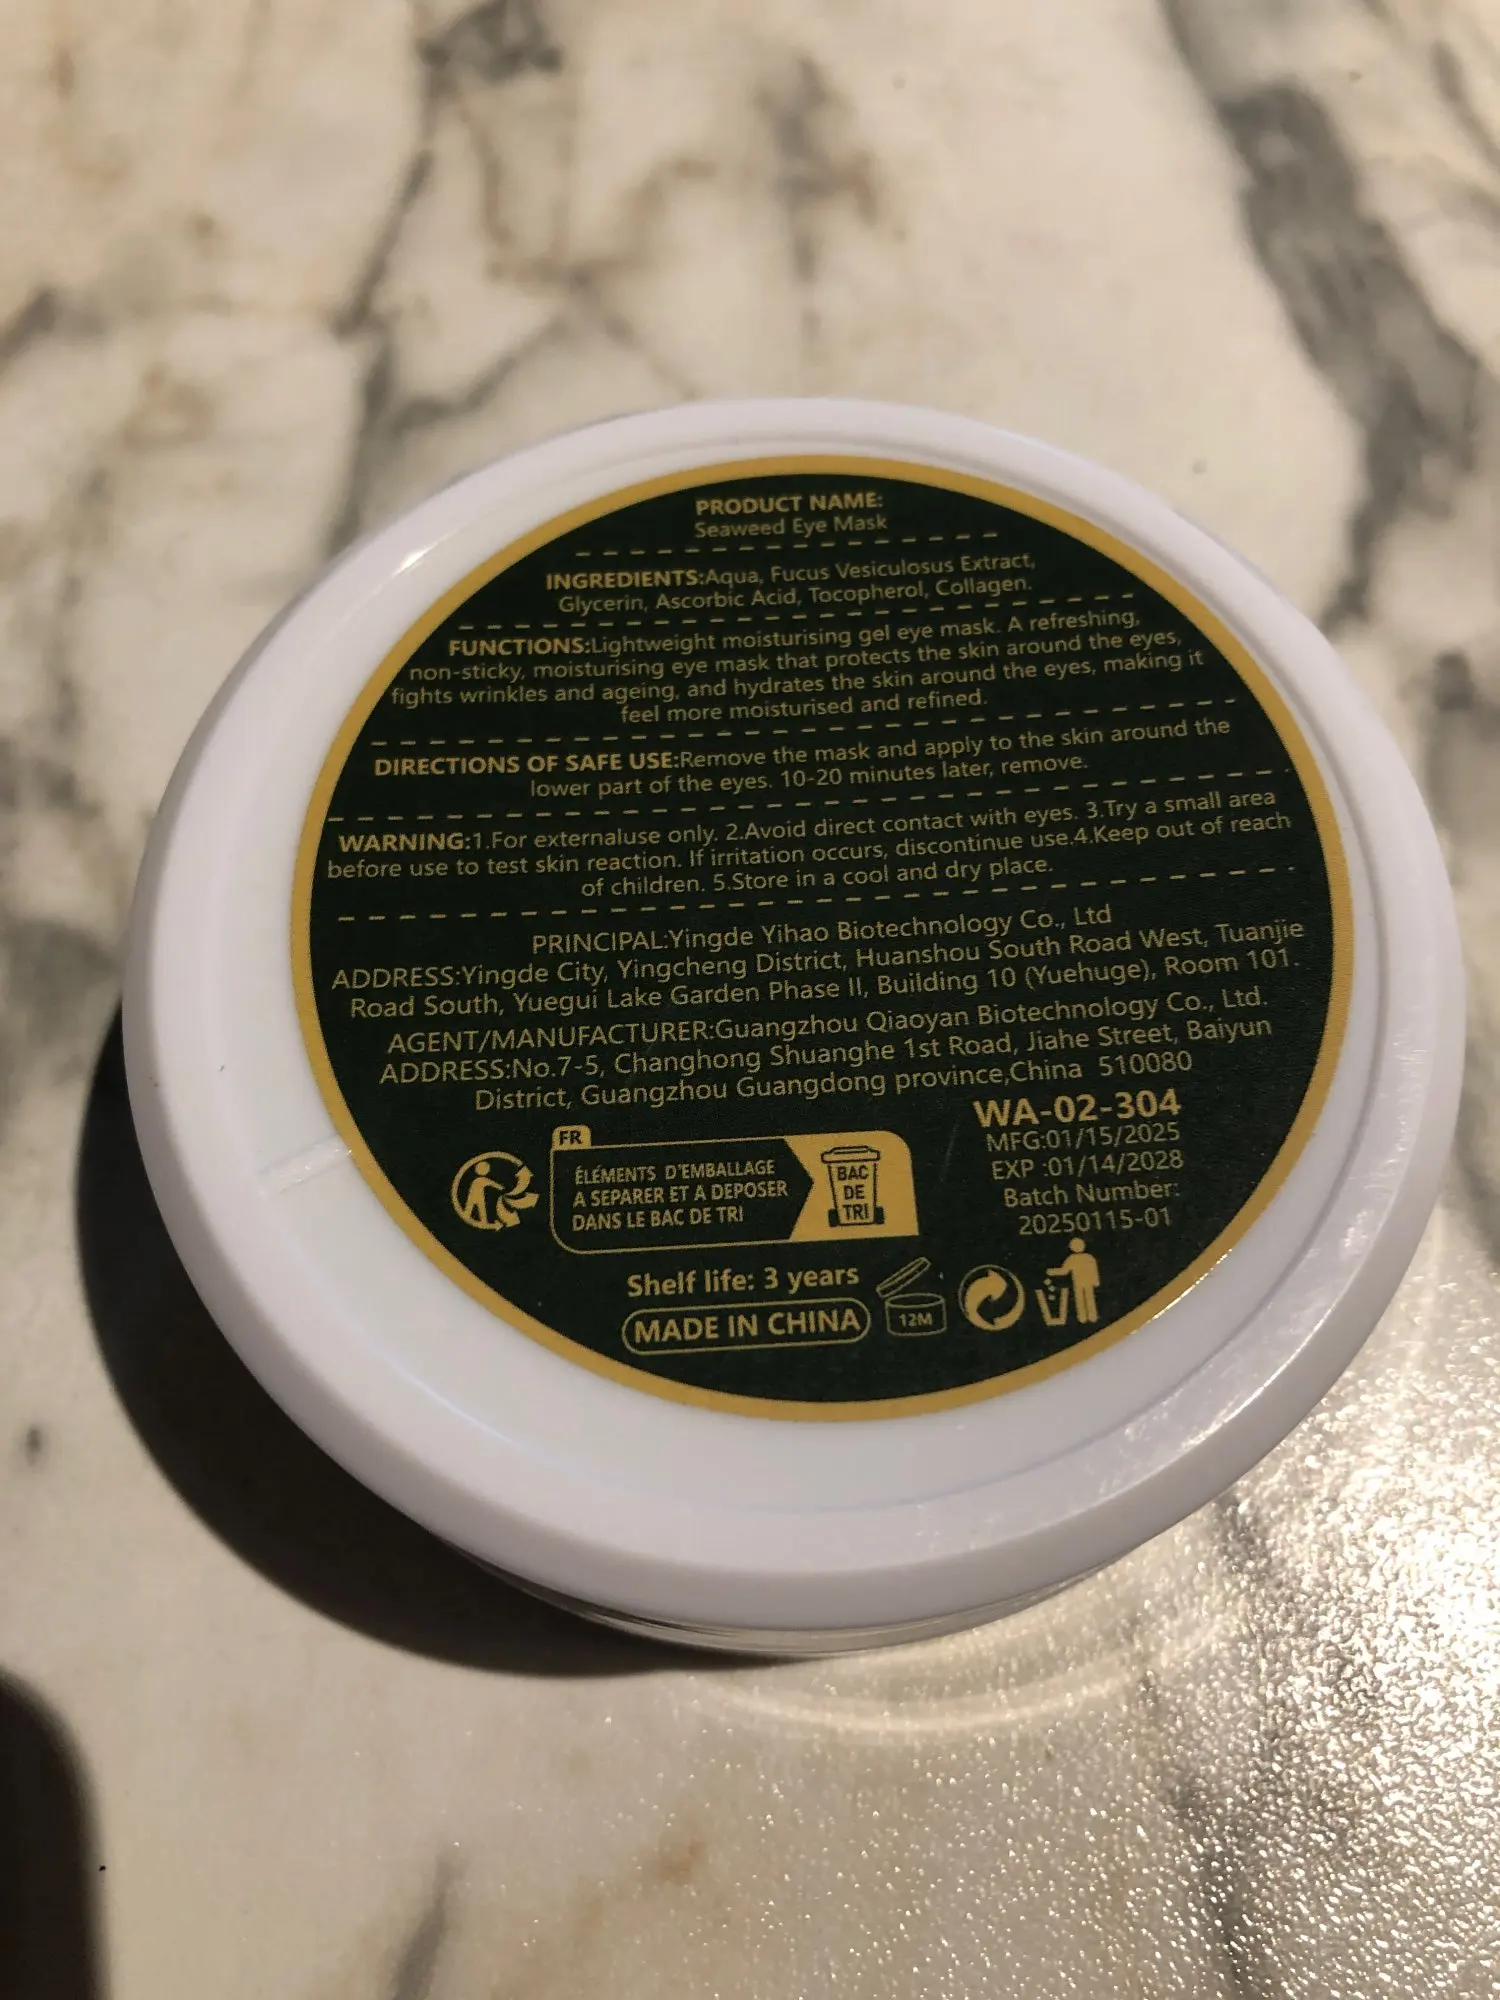 PRODUCT NAME:
Seaweed Eye Mask
INGREDIENTS:Aqua, Fucus Vesiculosus Extract,
Glycerin, Ascorbic Acid, Tocopherol, Collagen.
FUNCTIONS:Lightweight moisturising gel eye mask. A refreshing,
non-sticky, moisturising eye mask that protects the skin around the eyes,
fights wrinkles and ageing, and hydrates the skin around the eyes, making it
feel more moisturised and refined.
DIRECTIONS OF SAFE USE:Remove the mask and apply to the skin around the
lower part of the eyes. 10-20 minutes later, remove.
WARNING:1.For externaluse only. 2.Avoid direct contact with eyes. 3.Try a small area
before use to test skin reaction. If irritation occurs, discontinue use.4.Keep out of reach
of children. 5.Store in a cool and dry place.
PRINCIPAL:Yingde Yihao Biotechnology Co., Ltd
ADDRESS:Yingde City, Yingcheng District, Huanshou South Road West, Tuanjie
Road South, Yuegui Lake Garden Phase II, Building 10 (Yuehuge), Room 101.
AGENT/MANUFACTURER:Guangzhou Qiaoyan Biotechnology Co., Ltd.
ADDRESS:No.7-5, Changhong Shuanghe 1st Road, Jiahe Street, Baiyun
District, Guangzhou Guangdong province,China 510080
WA-02-304
MFG:01/15/2025
EXP :01/14/2028
Batch Number:
20250115-01
FR
ÉLÉMENTS D'EMBALLAGE
A SEPARER ET A DEPOSER
DANS LE BAC DE TRI
BAC
DE
TRI
Shelf life: 3 years
MADE IN CHINA
12M